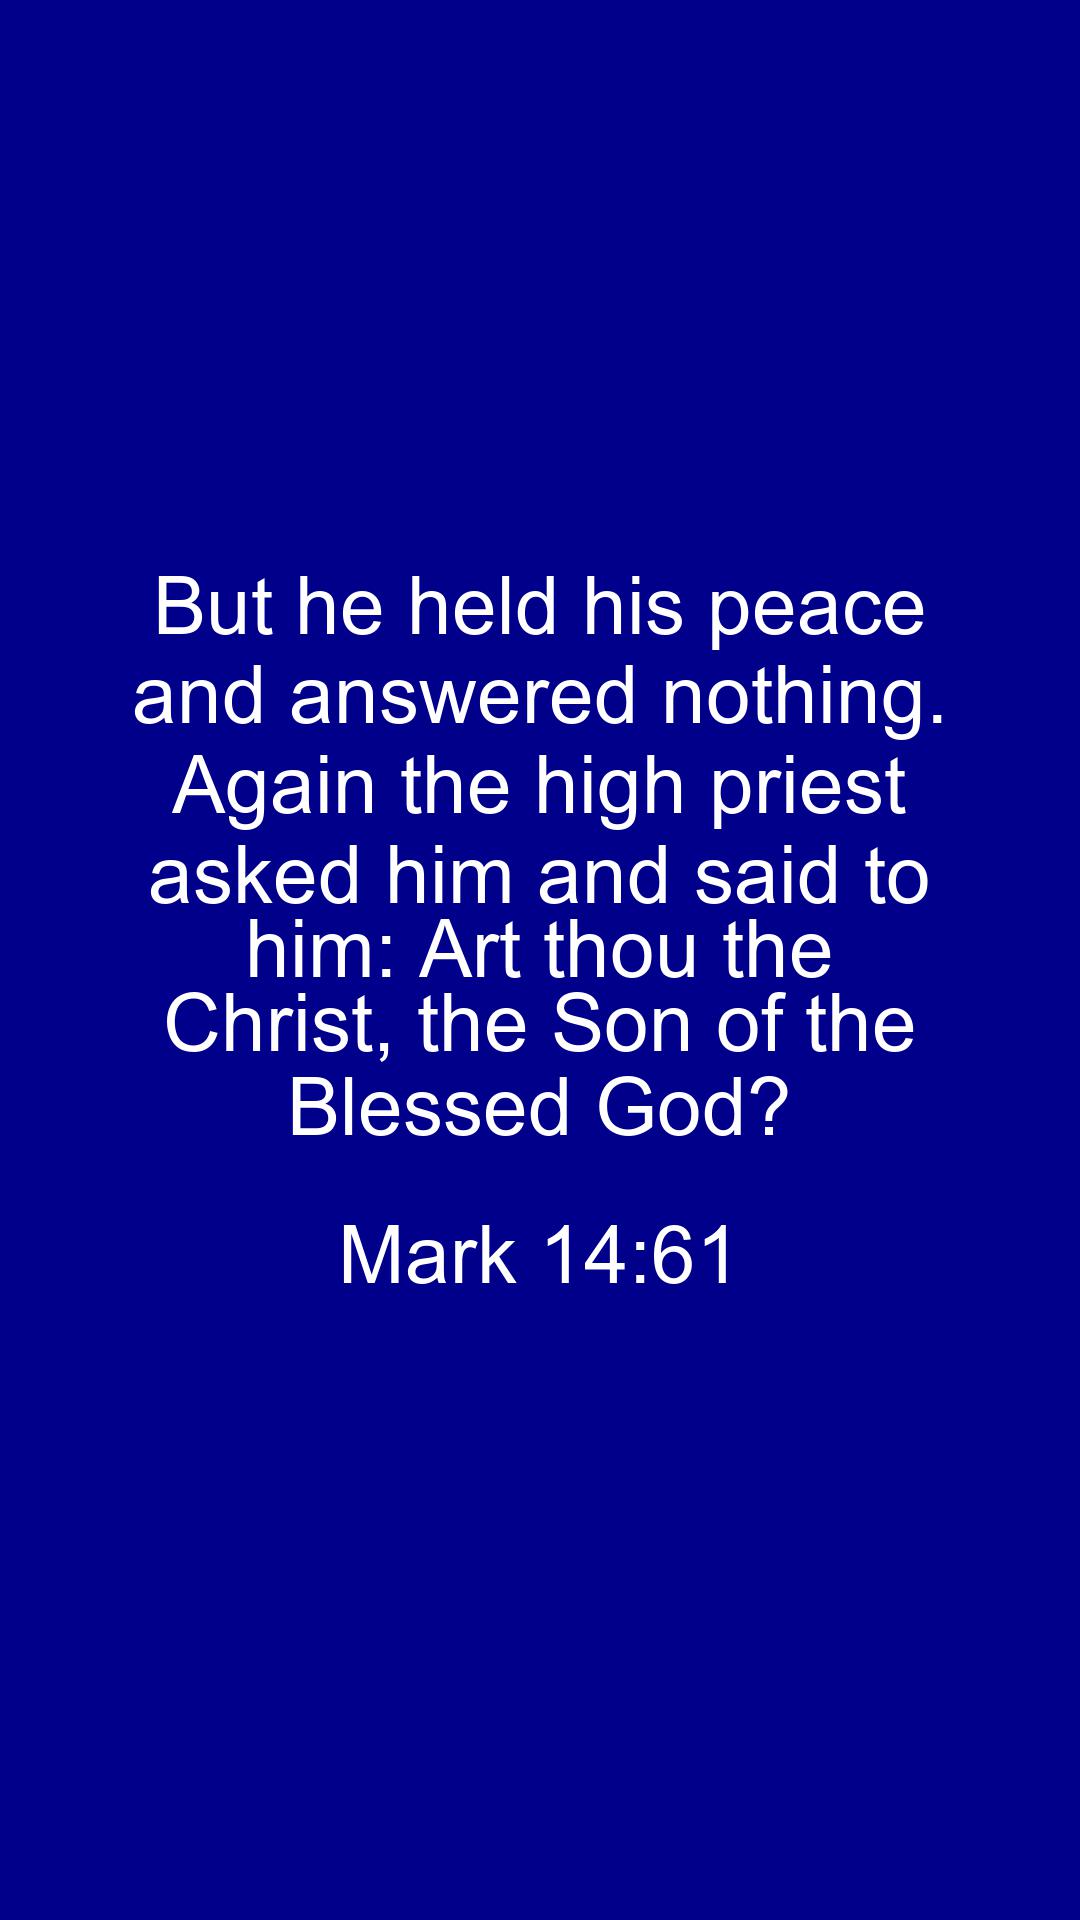 But he held his peace
and answered nothing.
Again the high priest
asked him and said to
him: Art thou the
Christ, the Son of the
Blessed God?
Mark 14:61